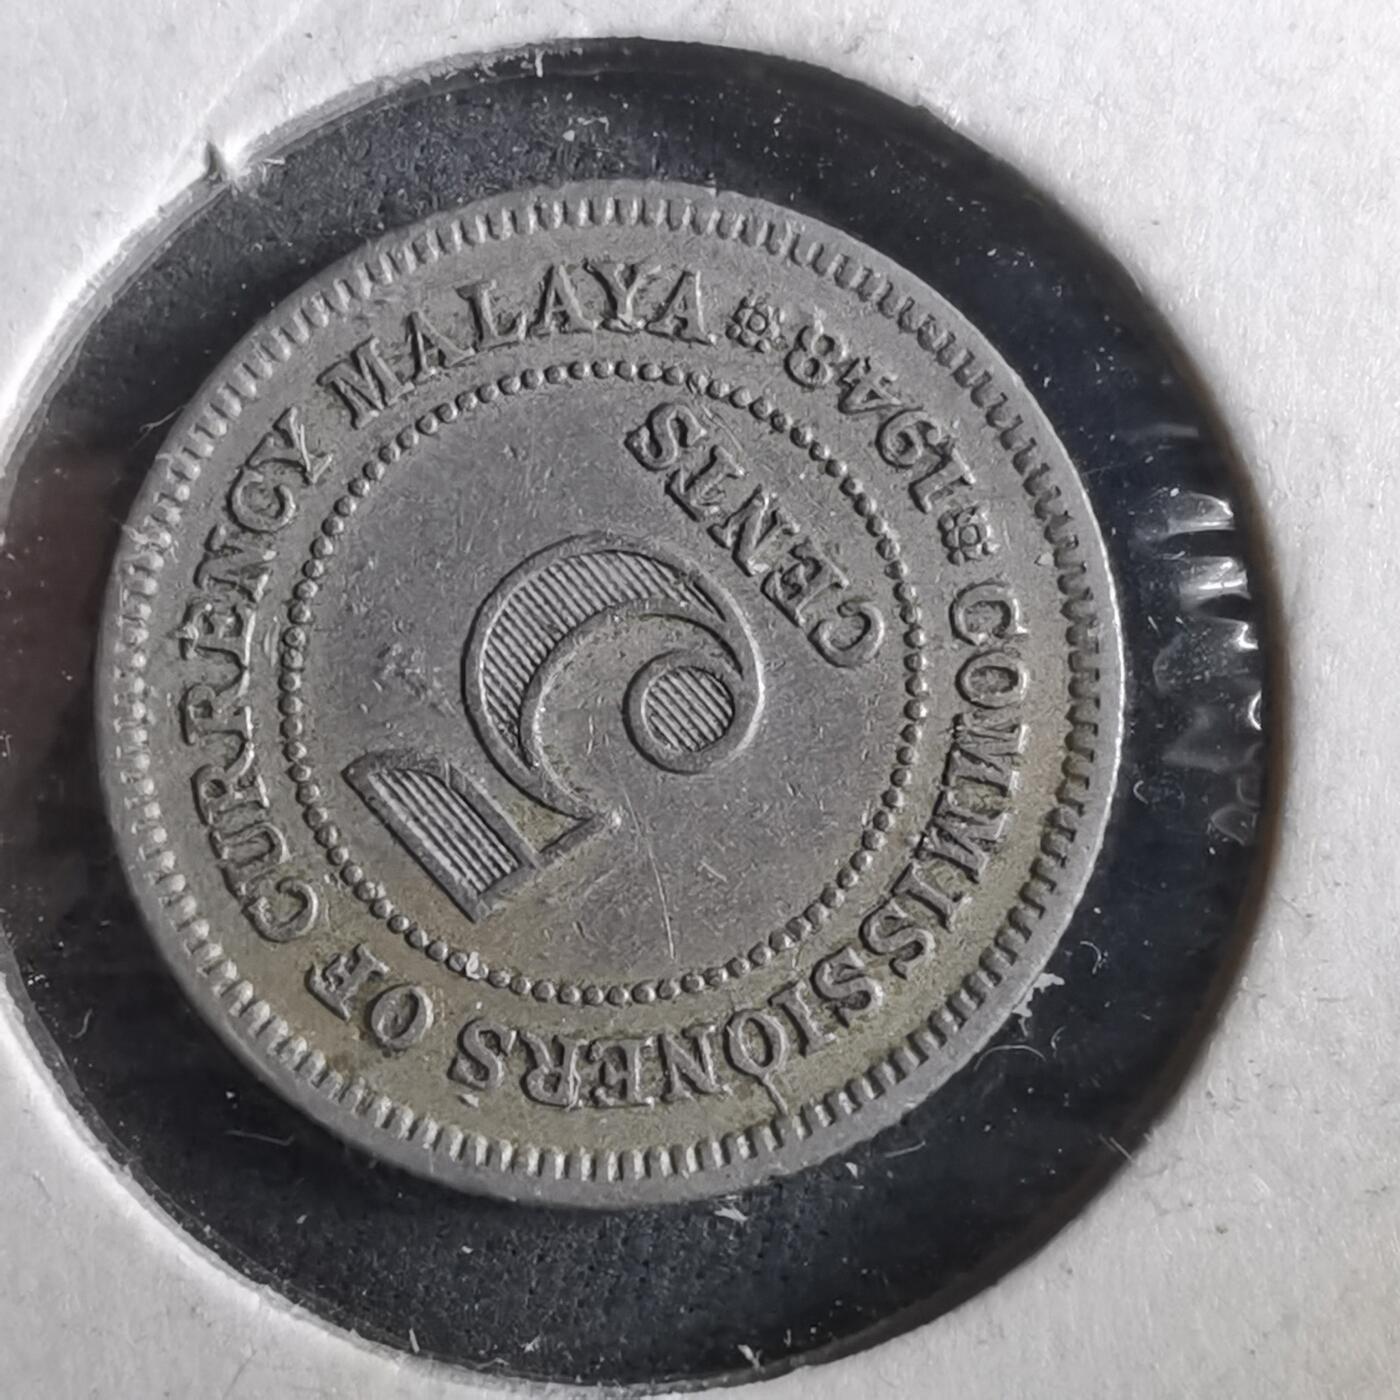 COMMISSIONERS OF CURRENCY MALAYA
1948
5
CENTS